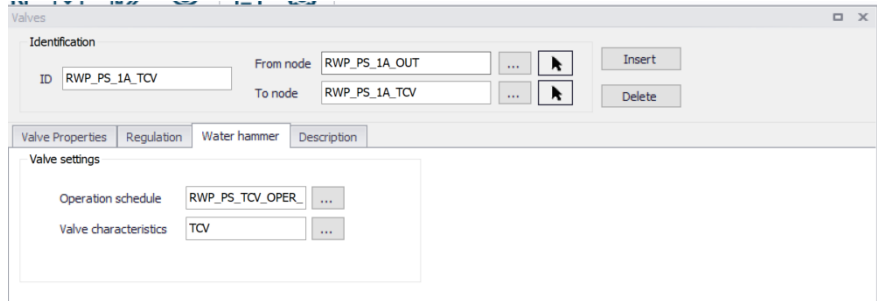 Valves
Identification
ID RWP_PS_1A_TCV
From node RWP_PS_1A_OUT ... Insert
To node RWP_PS_1A_TCV ... Delete
Valve Properties Regulation Water hammer Description
Valve settings
Operation schedule RWP_PS_TCV_OPER_ ...
Valve characteristics TCV ...